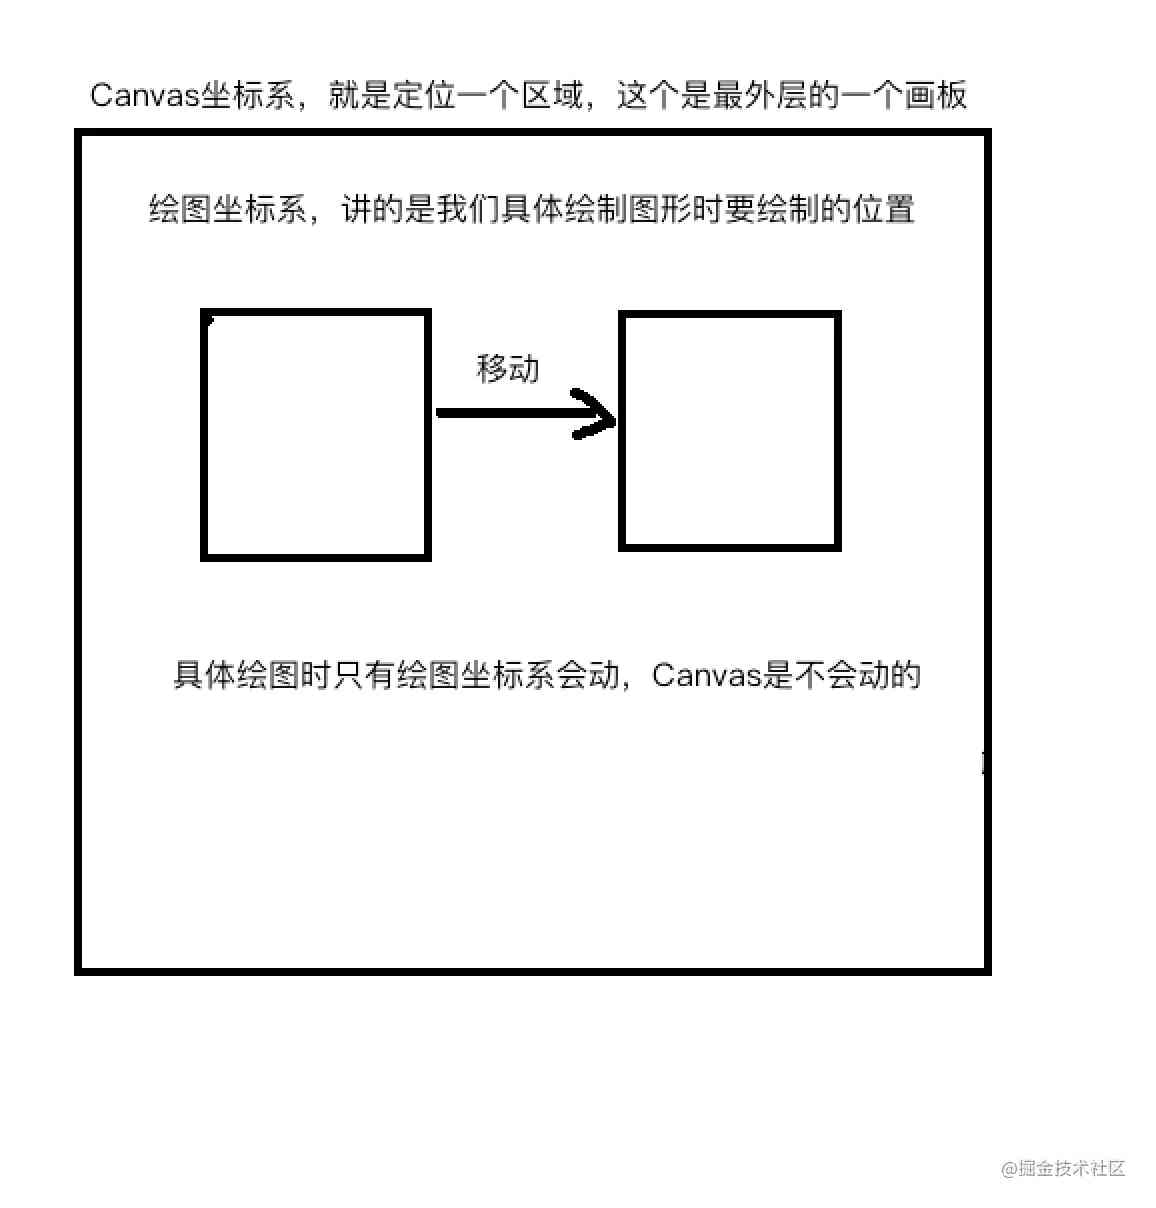 Canvas坐标系，就是定位一个区域，这个是最外层的一个画板
绘图坐标系，讲的是我们具体绘制图形时要绘制的位置
移动
具体绘图时只有绘图坐标系会动，Canvas是不会动的
@掘金技术社区